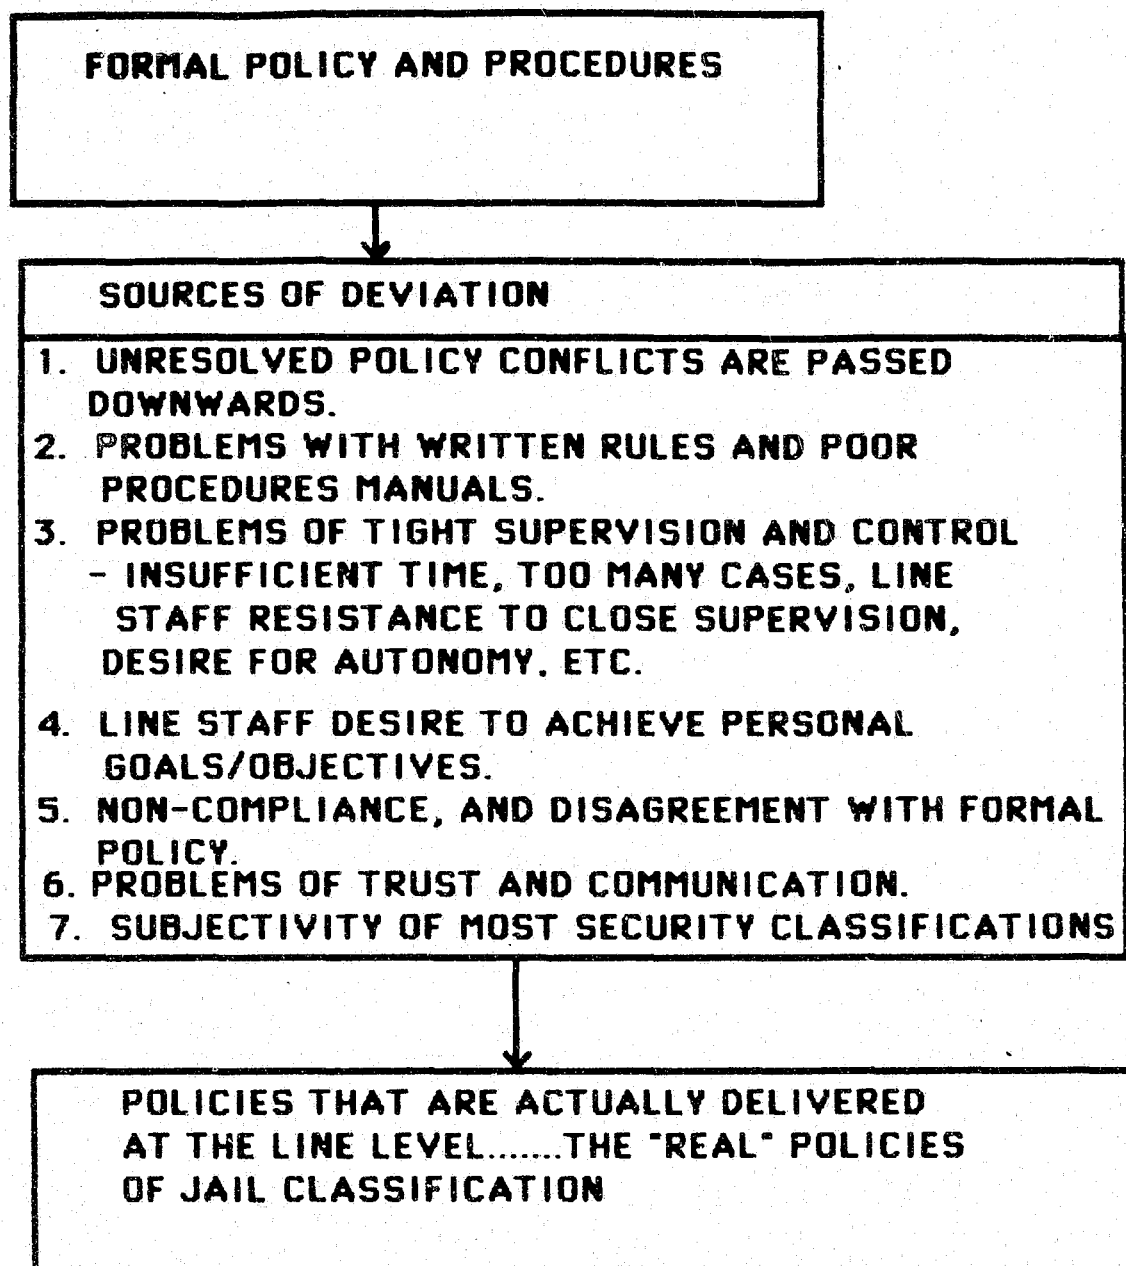 FORMAL POLICY AND PROCEDURES
SOURCES OF DEVIATION
1. UNRESOLVED POLICY CONFLICTS ARE PASSED
DOWNWARDS.
2. PROBLEMS WITH WRITTEN RULES AND POOR
PROCEDURES MANUALS.
3. PROBLEMS OF TIGHT SUPERVISION AND CONTROL
- INSUFFICIENT TIME, TOO MANY CASES, LINE
STAFF RESISTANCE TO CLOSE SUPERVISION,
DESIRE FOR AUTONOMY. ETC.
4. LINE STAFF DESIRE TO ACHIEVE PERSONAL
GOALS/OBJECTIVES.
5. NON-COMPLIANCE, AND DISAGREEMENT WITH FORMAL
POLICY.
6. PROBLEMS OF TRUST AND COMMUNICATION.
7. SUBJECTIVITY OF MOST SECURITY CLASSIFICATIONS
POLICIES THAT ARE ACTUALLY DELIVERED
AT THE LINE LEVEL.......THE "REAL" POLICIES
OF JAIL CLASSIFICATION